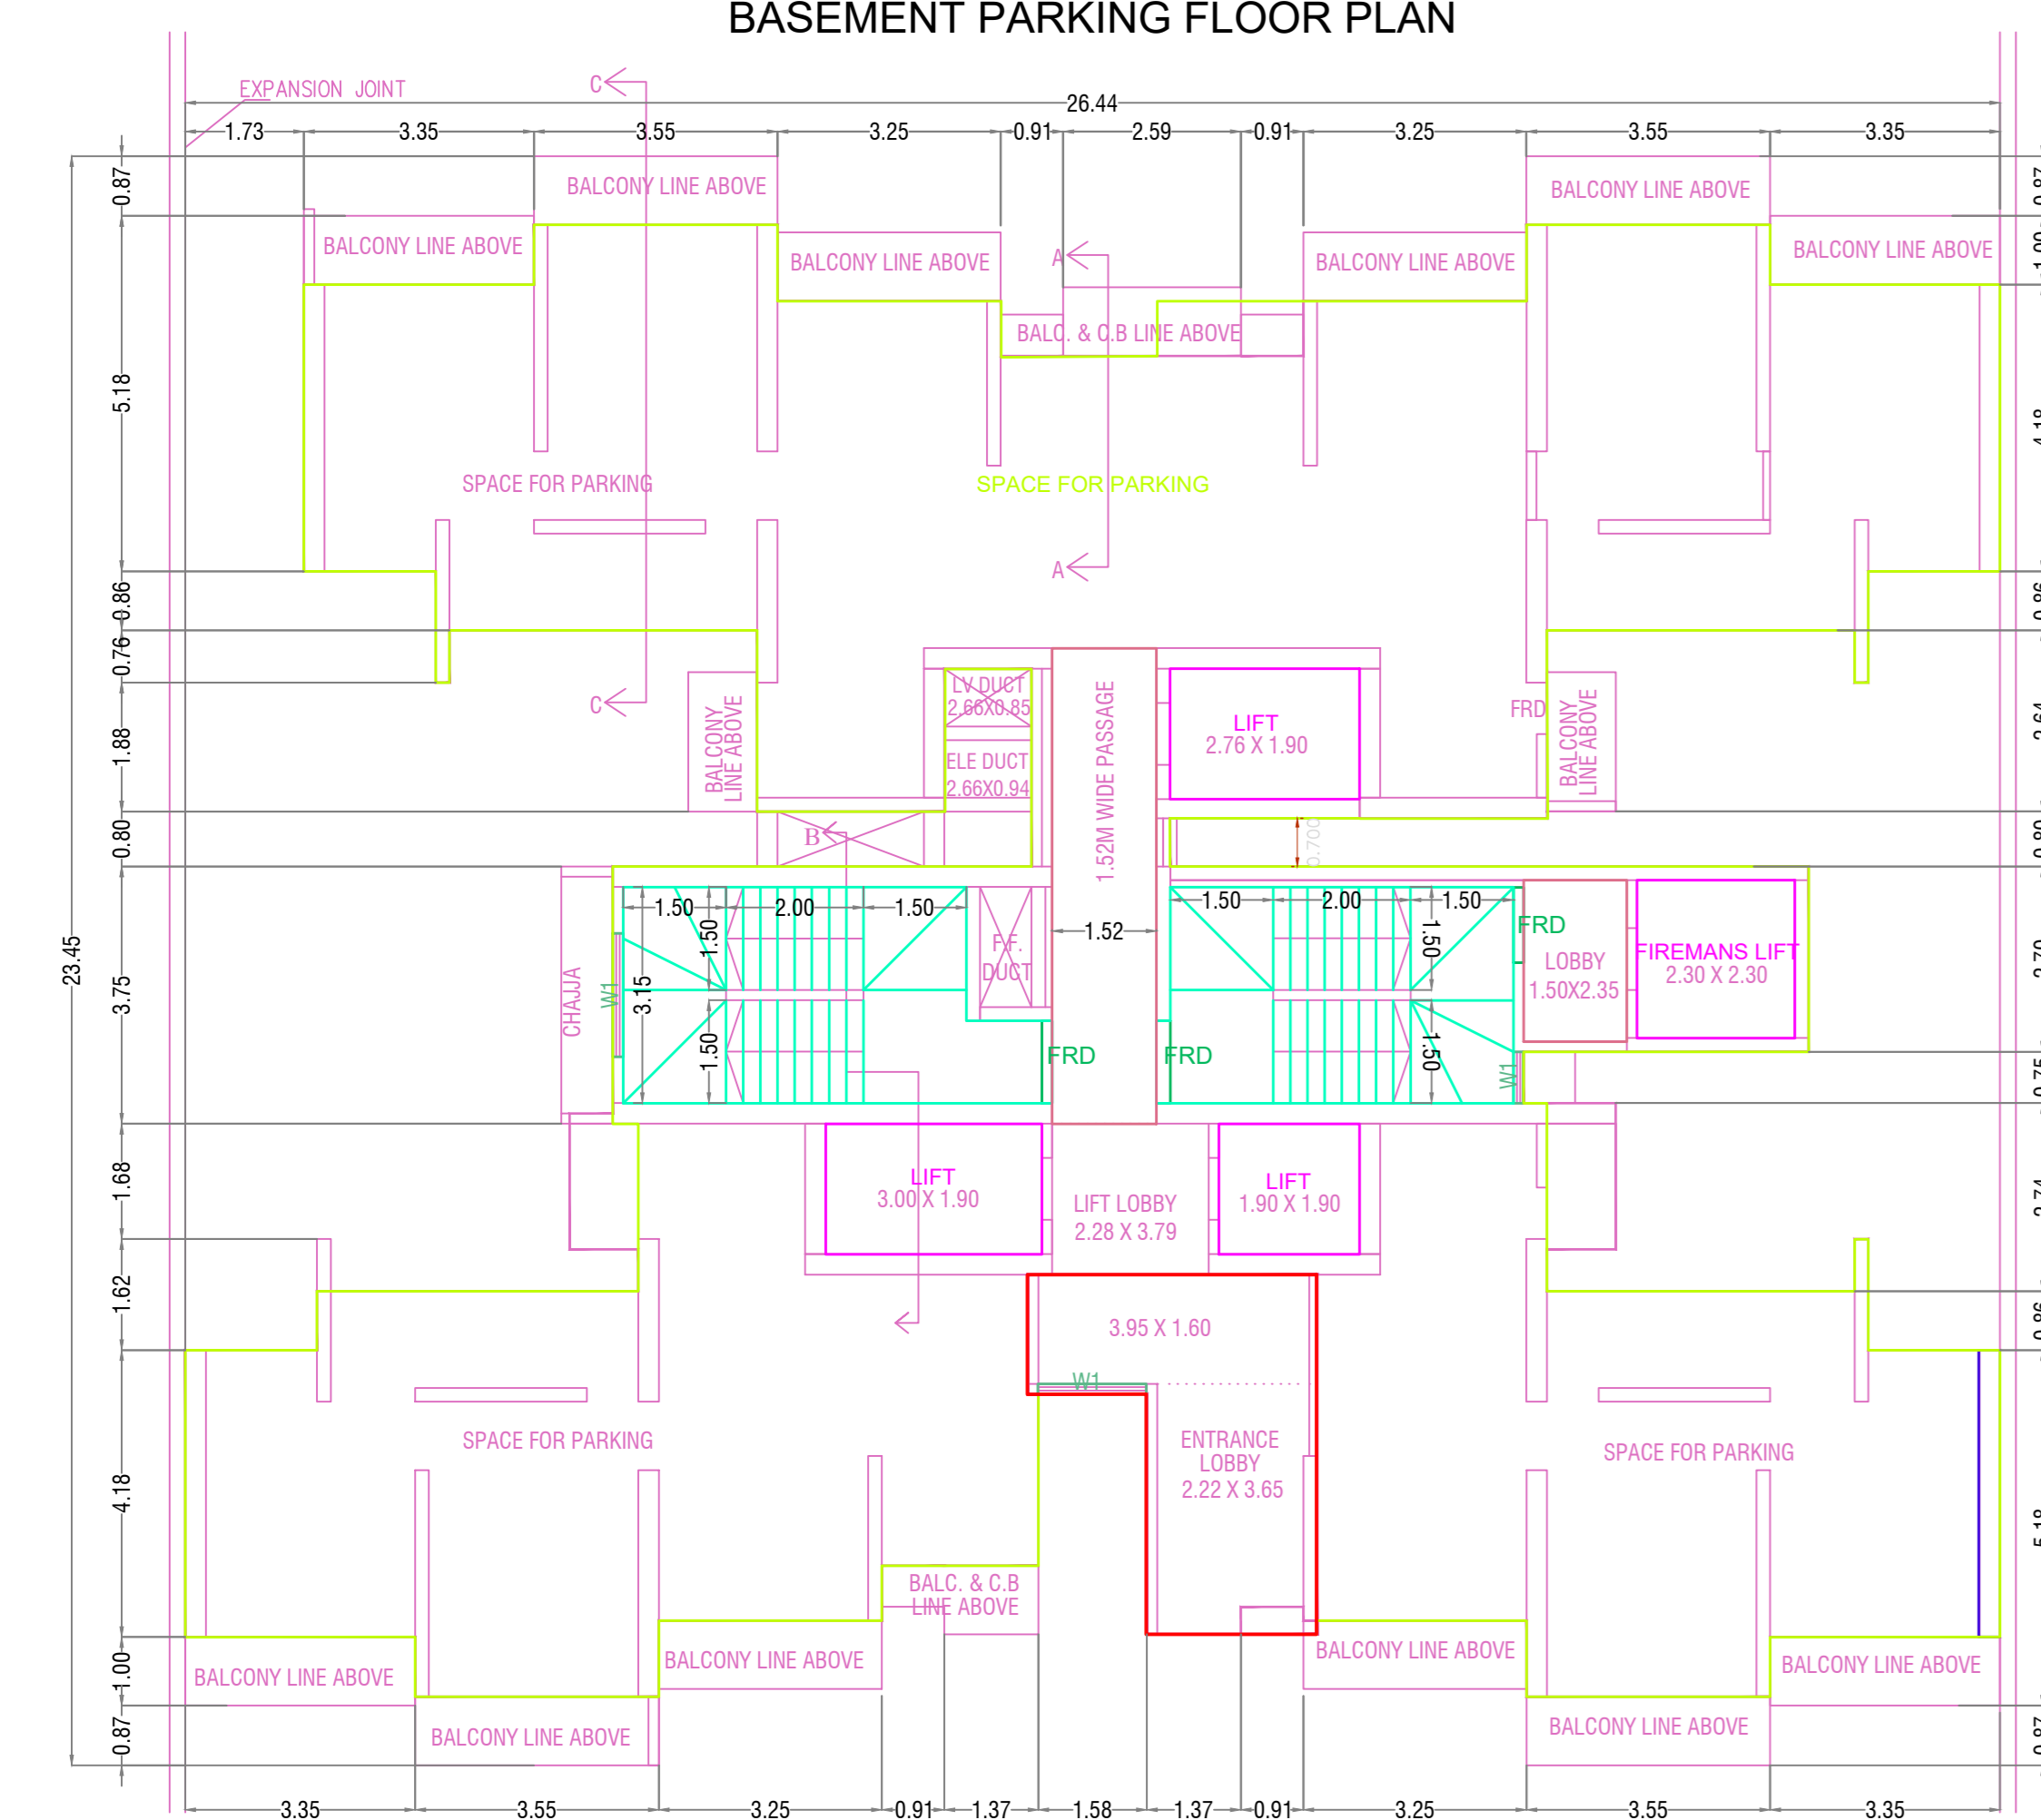 BASEMENT PARKING FLOOR PLAN
EXPANSION JOINT
C
26.44
1.73 3.35 3.55 3.25 0.91 2.59 0.91 3.25 3.55 3.35
0.87
BALCONY LINE ABOVE
BALCONY LINE ABOVE
BALCONY LINE ABOVE
BALCONY LINE ABOVE
A
BALCONY LINE ABOVE
BALCONY LINE ABOVE
BALC. & C.B LINE ABOVE
5.18
4.18
SPACE FOR PARKING
SPACE FOR PARKING
A
0.86
0.76
C
BALCONY
LINE ABOVE
LV DUCT
2.66X0.85
ELE DUCT
2.66X0.94
1.52M WIDE PASSAGE
LIFT
2.76 X 1.90
FRD
BALCONY
LINE ABOVE
1.88
0.80
B
0.700
23.45
3.75
CHAJJA
W1
3.15
1.50 2.00 1.50
1.50
1.50
F.F.
DUCT
1.52
1.50 2.00 1.50
1.50
1.50
FRD
LOBBY
1.50X2.35
FIREMANS LIFT
2.30 X 2.30
FRD
FRD
W1
1.68
LIFT
3.00 X 1.90
LIFT LOBBY
2.28 X 3.79
LIFT
1.90 X 1.90
1.62
3.95 X 1.60
W1
SPACE FOR PARKING
ENTRANCE
LOBBY
2.22 X 3.65
SPACE FOR PARKING
4.18
5.18
BALC. & C.B
LINE ABOVE
1.00
BALCONY LINE ABOVE
BALCONY LINE ABOVE
BALCONY LINE ABOVE
BALCONY LINE ABOVE
0.87
BALCONY LINE ABOVE
BALCONY LINE ABOVE
3.35 3.55 3.25 0.91 1.37 1.58 1.37 0.91 3.25 3.55 3.35